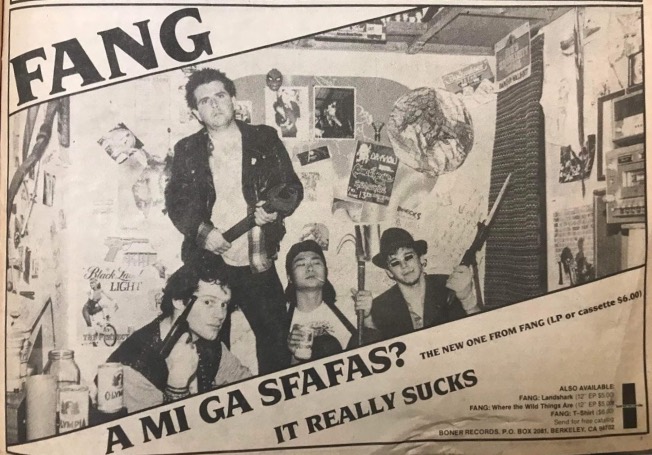 FANG
Black Label
LIGHT
OLYMPIA
A MI GA SFAFAS?
THE NEW ONE FROM FANG (LP or cassette $6.00)
IT REALLY SUCKS
ALSO AVAILABLE
FANG: Landshark (12" EP $5.00)
FANG: Where the Wild Things Are (12" EP
FANG: T-Shirt
Send for free catalog
BONER RECORDS, P.O. BOX 2081, BERKELEY, CA 94702